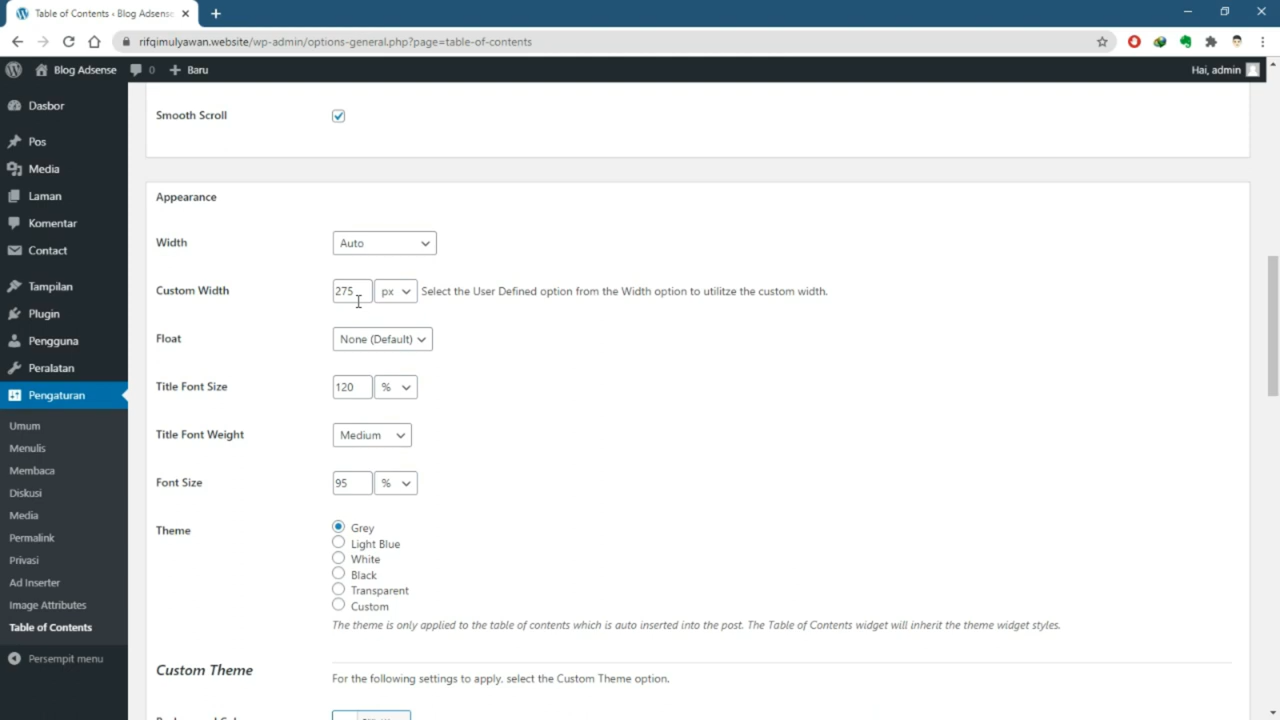 Table of Contents ‹ Blog Adsense
rifqimulyawan.website/wp-admin/options-general.php?page=table-of-contents
Blog Adsense 0 Baru Hai, admin
Dasbor
Pos
Media
Laman
Komentar
Contact
Tampilan
Plugin
Pengguna
Peralatan
Pengaturan
Umum
Menulis
Membaca
Diskusi
Media
Permalink
Privasi
Ad Inserter
Image Attributes
Table of Contents
Persempit menu
Smooth Scroll
Appearance
Width Auto
Custom Width 275 px Select the User Defined option from the Width option to utilitze the custom width.
Float None (Default)
Title Font Size 120 %
Title Font Weight Medium
Font Size 95 %
Theme Grey
Light Blue
White
Black
Transparent
Custom
The theme is only applied to the table of contents which is auto inserted into the post. The Table of Contents widget will inherit the theme widget styles.
Custom Theme For the following settings to apply, select the Custom Theme option.